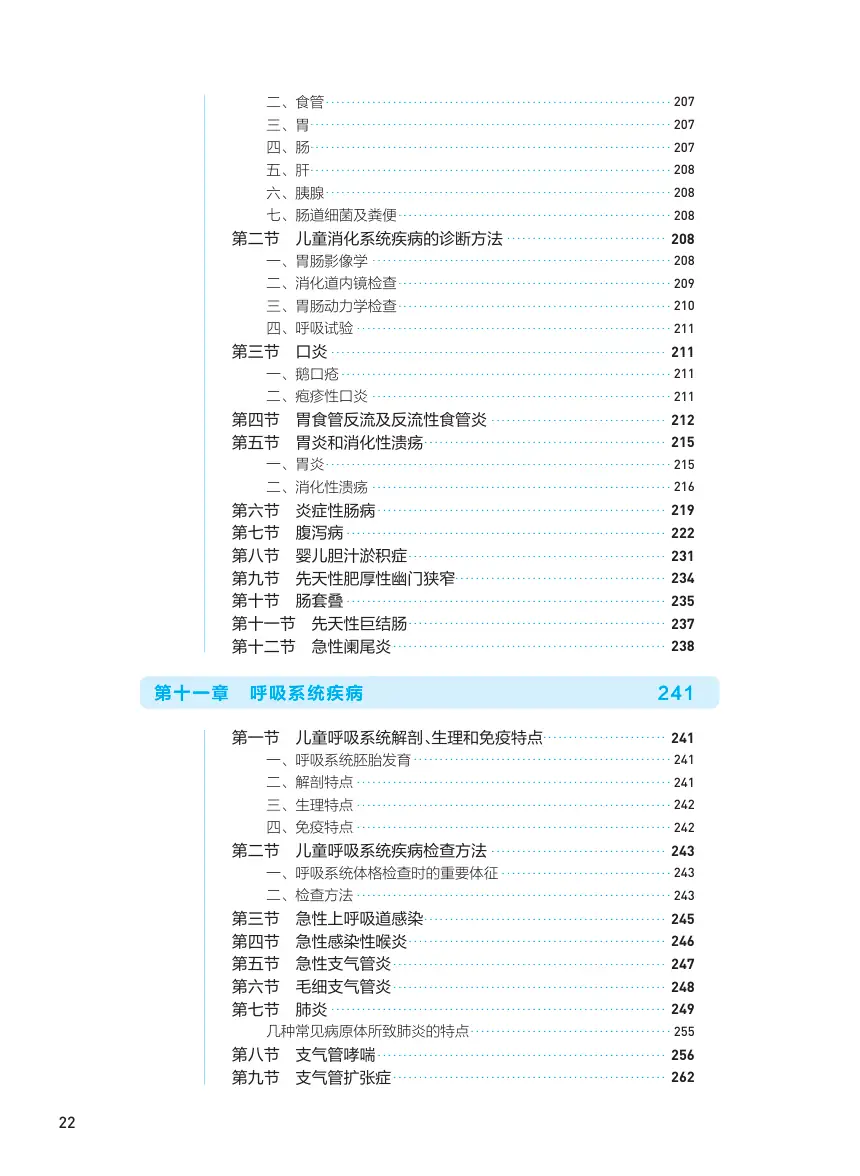 二、食管 207
三、胃 207
四、肠 207
五、肝 208
六、胰腺 208
七、肠道细菌及粪便 208
第二节　儿童消化系统疾病的诊断方法 208
一、胃肠影像学 208
二、消化道内镜检查 209
三、胃肠动力学检查 210
四、呼吸试验 211
第三节　口炎 211
一、鹅口疮 211
二、疱疹性口炎 211
第四节　胃食管反流及反流性食管炎 212
第五节　胃炎和消化性溃疡 215
一、胃炎 215
二、消化性溃疡 216
第六节　炎症性肠病 219
第七节　腹泻病 222
第八节　婴儿胆汁淤积症 231
第九节　先天性肥厚性幽门狭窄 234
第十节　肠套叠 235
第十一节　先天性巨结肠 237
第十二节　急性阑尾炎 238
第十一章　呼吸系统疾病 241
第一节　儿童呼吸系统解剖、生理和免疫特点 241
一、呼吸系统胚胎发育 241
二、解剖特点 241
三、生理特点 242
四、免疫特点 242
第二节　儿童呼吸系统疾病检查方法 243
一、呼吸系统体格检查时的重要体征 243
二、检查方法 243
第三节　急性上呼吸道感染 245
第四节　急性感染性喉炎 246
第五节　急性支气管炎 247
第六节　毛细支气管炎 248
第七节　肺炎 249
几种常见病原体所致肺炎的特点 255
第八节　支气管哮喘 256
第九节　支气管扩张症 262
22